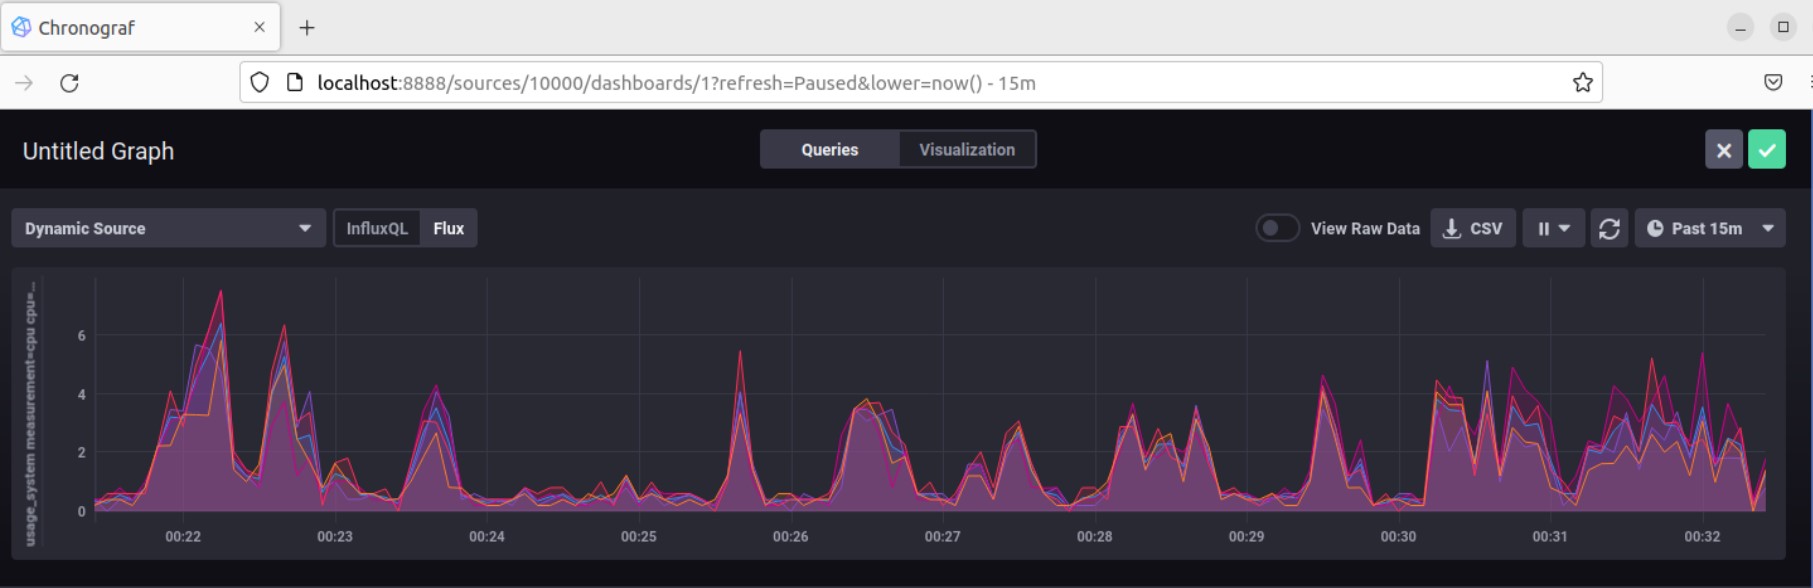 Chronograf
localhost:8888/sources/10000/dashboards/1?refresh=Paused&lower=now() - 15m
Untitled Graph
Queries
Visualization
Dynamic Source
InfluxQL
Flux
View Raw Data
CSV
Past 15m
usage_system measurement=cpu cpu=...
6
4
2
0
00:22
00:23
00:24
00:25
00:26
00:27
00:28
00:29
00:30
00:31
00:32